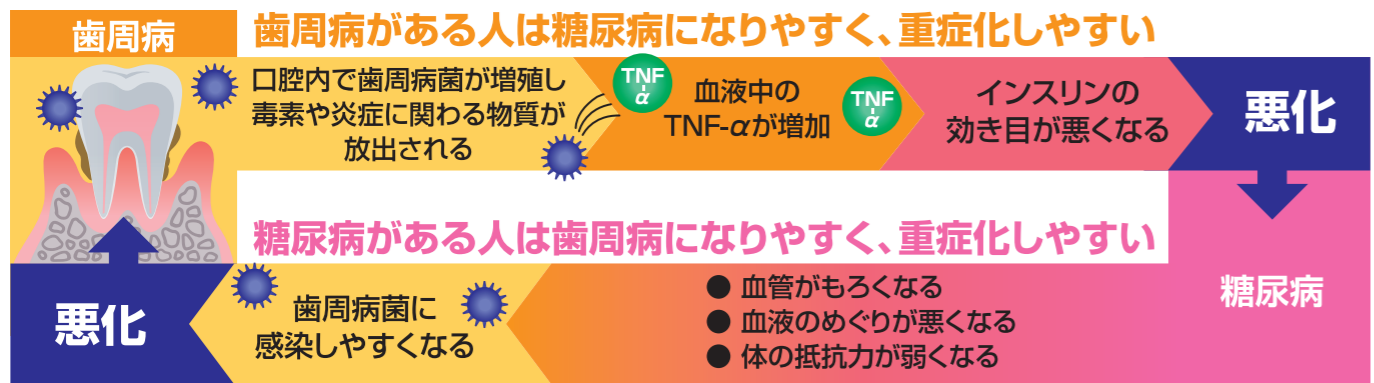 歯周病
歯周病がある人は糖尿病になりやすく、重症化しやすい
口腔内で歯周病菌が増殖し
毒素や炎症に関わる物質が
放出される
TNF
-
α
血液中の
TNF-αが増加
TNF
-
α
インスリンの
効き目が悪くなる
悪化
糖尿病がある人は歯周病になりやすく、重症化しやすい
糖尿病
● 血管がもろくなる
● 血液のめぐりが悪くなる
● 体の抵抗力が弱くなる
歯周病菌に
感染しやすくなる
悪化